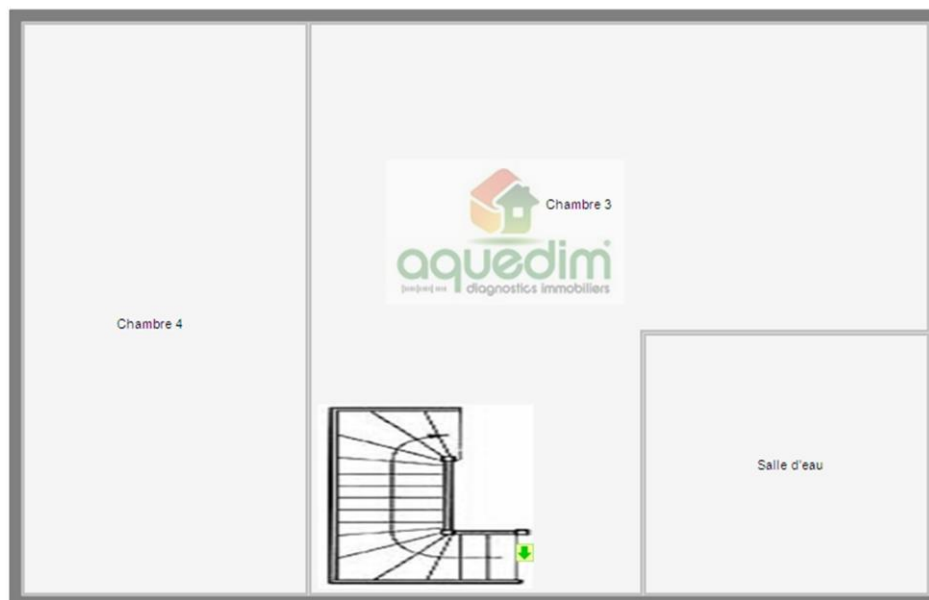 Chambre 3
aquedim
diagnostics immobiliers
Chambre 4
Salle d'eau